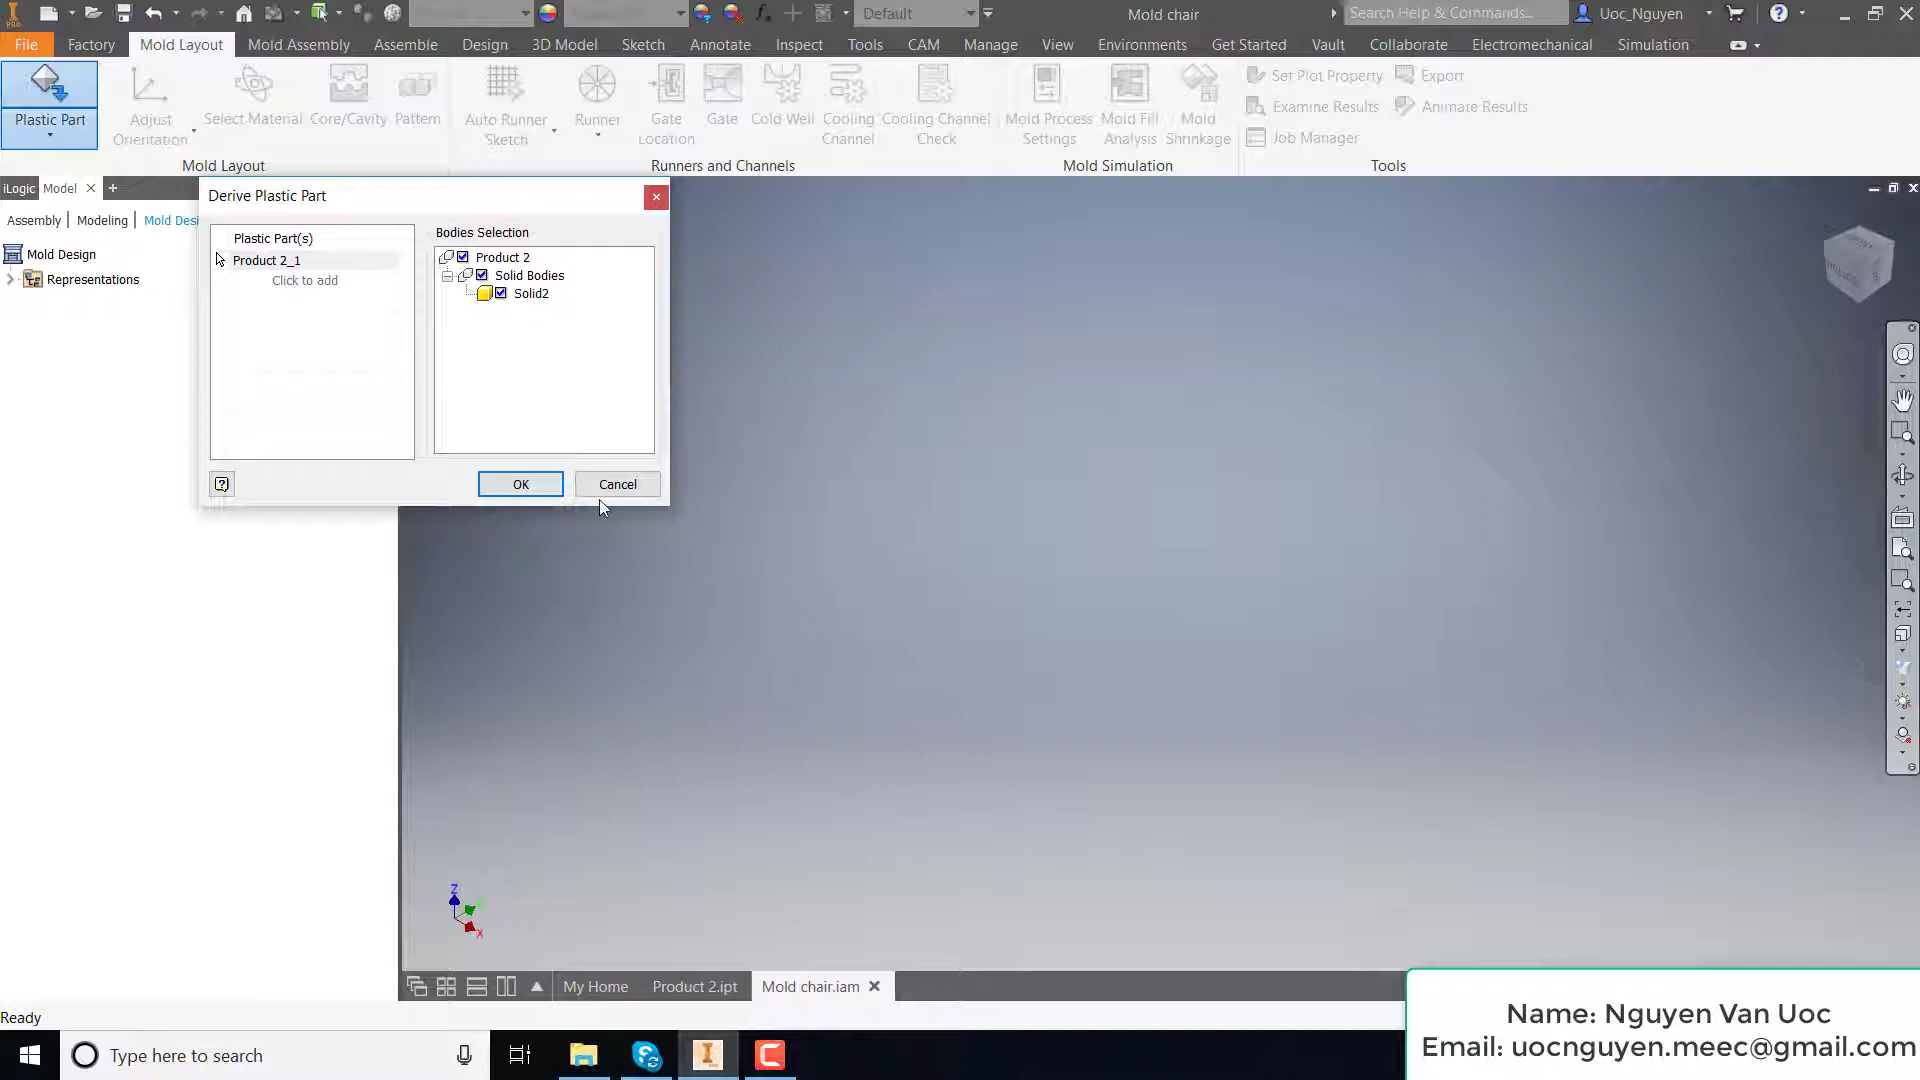 Default
Mold chair
Search Help & Commands...
Uoc_Nguyen
File
Factory
Mold Layout
Mold Assembly
Assemble
Design
3D Model
Sketch
Annotate
Inspect
Tools
CAM
Manage
View
Environments
Get Started
Vault
Collaborate
Electromechanical
Simulation
Plastic Part
Adjust
Orientation
Select Material
Core/Cavity
Pattern
Auto Runner
Sketch
Runner
Gate
Location
Gate
Cold Well
Cooling
Channel
Cooling Channel
Check
Mold Process
Settings
Mold Fill
Analysis
Mold
Shrinkage
Set Plot Property
Export
Examine Results
Animate Results
Job Manager
Mold Layout
Runners and Channels
Mold Simulation
Tools
iLogic
Model
Assembly
Modeling
Mold Desi
Mold Design
Representations
Derive Plastic Part
Plastic Part(s)
Product 2_1
Click to add
Bodies Selection
Product 2
Solid Bodies
Solid2
OK
Cancel
Z
X
My Home
Product 2.ipt
Mold chair.iam
Ready
Type here to search
Name: Nguyen Van Uoc
Email: uocnguyen.meec@gmail.com